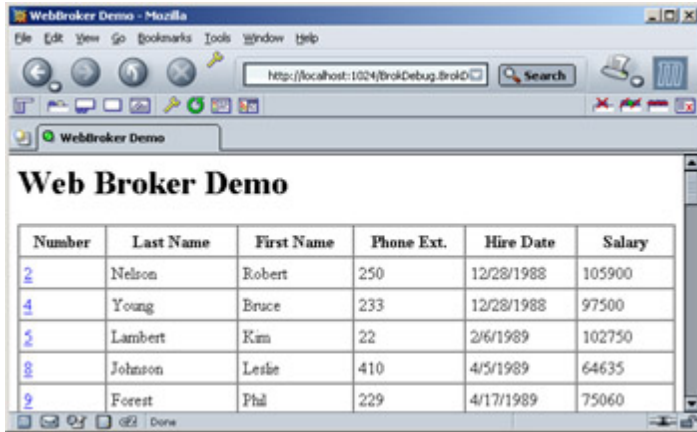 WebBroker Demo - Mozilla
File Edit View Go Bookmarks Tools Window Help
http://localhost:1024/BrokDebug.BrokD Search
WebBroker Demo
Web Broker Demo
Number Last Name First Name Phone Ext. Hire Date Salary
2 Nelson Robert 250 12/28/1988 105900
4 Young Bruce 233 12/28/1988 97500
5 Lambert Kim 22 2/6/1989 102750
8 Johnson Leslie 410 4/5/1989 64635
9 Forest Phil 229 4/17/1989 75060
Done